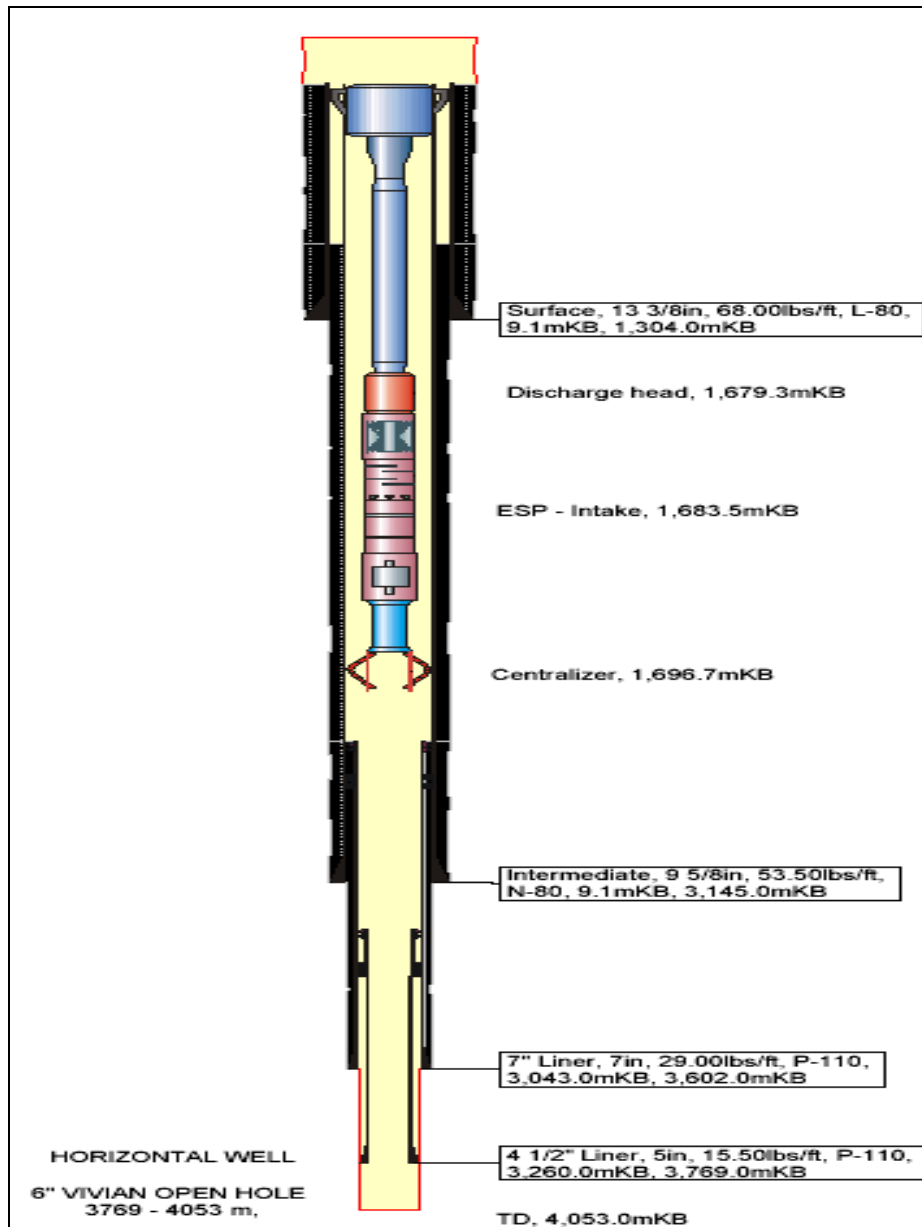 Surface, 13 3/8in, 68.00lbs/ft, L-80,
9.1mKB, 1,304.0mKB
Discharge head, 1,679.3mKB
ESP - Intake, 1,683.5mKB
Centralizer, 1,696.7mKB
Intermediate, 9 5/8in, 53.50lbs/ft,
N-80, 9.1mKB, 3,145.0mKB
7" Liner, 7in, 29.00lbs/ft, P-110,
3,043.0mKB, 3,602.0mKB
4 1/2" Liner, 5in, 15.50lbs/ft, P-110,
3,260.0mKB, 3,769.0mKB
HORIZONTAL WELL
6" VIVIAN OPEN HOLE
3769 - 4053 m,
TD, 4,053.0mKB